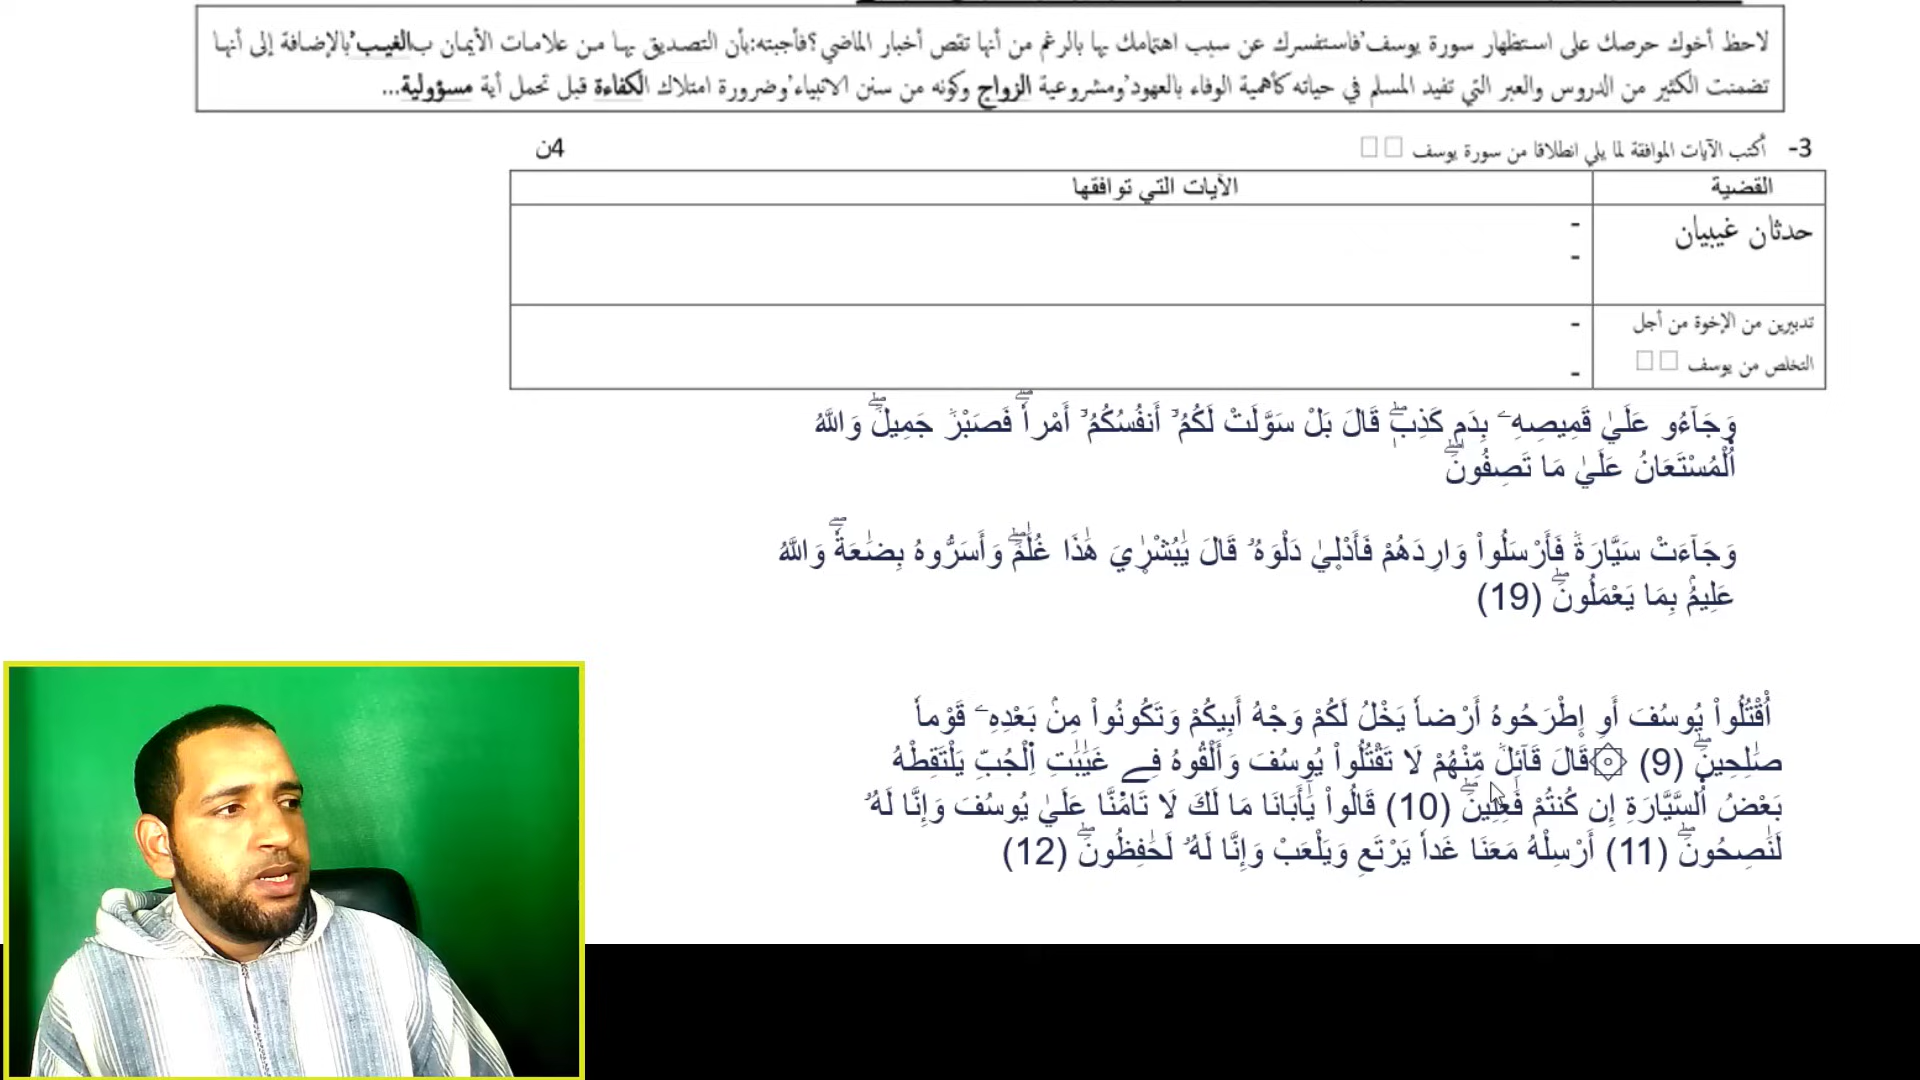 لاحظ أخوك حرصك على استظهار سورة يوسف٬فاستفسرك عن سبب اهتمامك بها بالرغم من أنها تقص أخبار الماضي؟فأجبته:بأن التصديق بها من علامات الأيمان بالغيب٬بالإضافة إلى أنها
تضمنت الكثير من الدروس والعبر التي تفيد المسلم في حياته كأهمية الوفاء بالعهود٬ومشروعية الزواج وكونه من سنن الانبياء٬وضرورة امتلاك الكفاءة قبل تحمل أية مسؤولية...
3- أكتب الآيات الموافقة لما يلي انطلاقا من سورة يوسف □□ 4ن
القضية الآيات التي توافقها
حدثان غيبيان -
-
تدبيرين من الإخوة من أجل -
التخلص من يوسف □□ -
وَجَآءُو عَلَيٰ قَمِيصِهِۦ بِدَمٖ كَذِبٖۖ قَالَ بَلْ سَوَّلَتْ لَكُمُۥٓ أَنفُسُكُمُۥٓ أَمْراٗۖ فَصَبْرٞ جَمِيلٞۖ وَاللَّهُ
اُ۬لْمُسْتَعَانُ عَلَيٰ مَا تَصِفُونَۖ
وَجَآءَتْ سَيَّارَةٞ فَأَرْسَلُواْ وَارِدَهُمْ فَأَدْلٜيٰ دَلْوَهُۥ قَالَ يَٰبُشْرٰٜيَ هَٰذَا غُلَٰمٞۖ وَأَسَرُّوهُ بِضَٰعَةٗۖ وَاللَّهُ
عَلِيمُۢ بِمَا يَعْمَلُونَۖ (19)
اُ۟قْتُلُواْ يُوسُفَ أَوِ اِ۪طْرَحُوهُ أَرْضاٗ يَخْلُ لَكُمْ وَجْهُ أَبِيكُمْ وَتَكُونُواْ مِنۢ بَعْدِهِۦ قَوْماٗ
صَٰلِحِينَۖ (9) ۞قَالَ قَآئِلٞ مِّنْهُمْ لَا تَقْتُلُواْ يُوسُفَ وَأَلْقُوهُ فِے غَيَٰبَٰتِ اِ۬لْجُبِّ يَلْتَقِطْهُ
بَعْضُ اُ۬لسَّيَّارَةِ إِن كُنتُمْ فَٰعِلِينَۖ (10) قَالُواْ يَٰٓأَبَانَا مَا لَكَ لَا تَامَ۬نَّا عَلَيٰ يُوسُفَ وَإِنَّا لَهُۥ
لَنَٰصِحُونَۖ (11) أَرْسِلْهُ مَعَنَا غَداٗ يَرْتَعِ وَيَلْعَبْ وَإِنَّا لَهُۥ لَحَٰفِظُونَۖ (12)